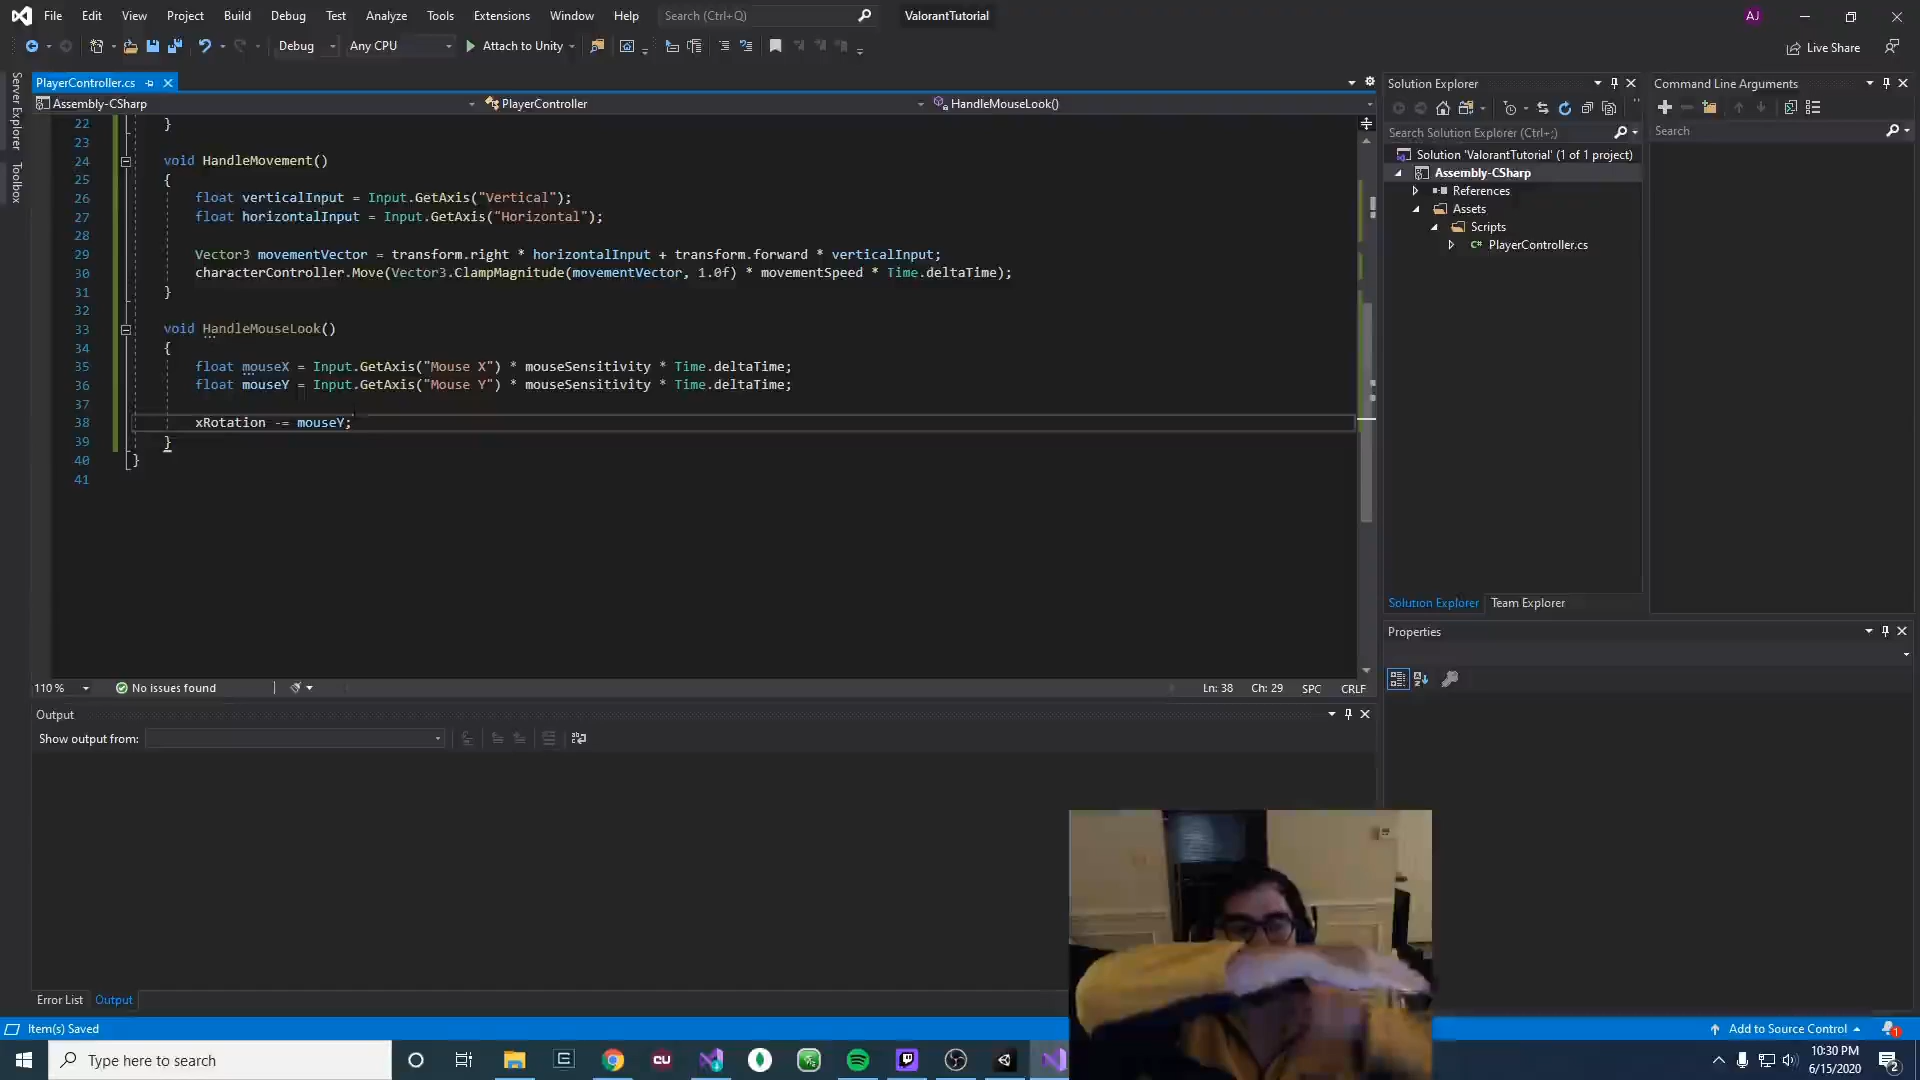 File Edit View Project Build Debug Test Analyze Tools Extensions Window Help Search (Ctrl+Q) ValorantTutorial AJ
Debug Any CPU Attach to Unity Live Share
Server Explorer
Toolbox
PlayerController.cs
Assembly-CSharp PlayerController HandleMouseLook()
22 }
23
24 void HandleMovement()
25 {
26 float verticalInput = Input.GetAxis("Vertical");
27 float horizontalInput = Input.GetAxis("Horizontal");
28
29 Vector3 movementVector = transform.right * horizontalInput + transform.forward * verticalInput;
30 characterController.Move(Vector3.ClampMagnitude(movementVector, 1.0f) * movementSpeed * Time.deltaTime);
31 }
32
33 void HandleMouseLook()
34 {
35 float mouseX = Input.GetAxis("Mouse X") * mouseSensitivity * Time.deltaTime;
36 float mouseY = Input.GetAxis("Mouse Y") * mouseSensitivity * Time.deltaTime;
37
38 xRotation -= mouseY;
39 }
40 }
41
110 % No issues found Ln: 38 Ch: 29 SPC CRLF
Output
Show output from:
Error List Output
Solution Explorer
Search Solution Explorer (Ctrl+;)
Solution 'ValorantTutorial' (1 of 1 project)
Assembly-CSharp
References
Assets
Scripts
C# PlayerController.cs
Solution Explorer Team Explorer
Command Line Arguments
Search
Properties
Item(s) Saved Add to Source Control 1
Type here to search
10:30 PM
6/15/2020
2